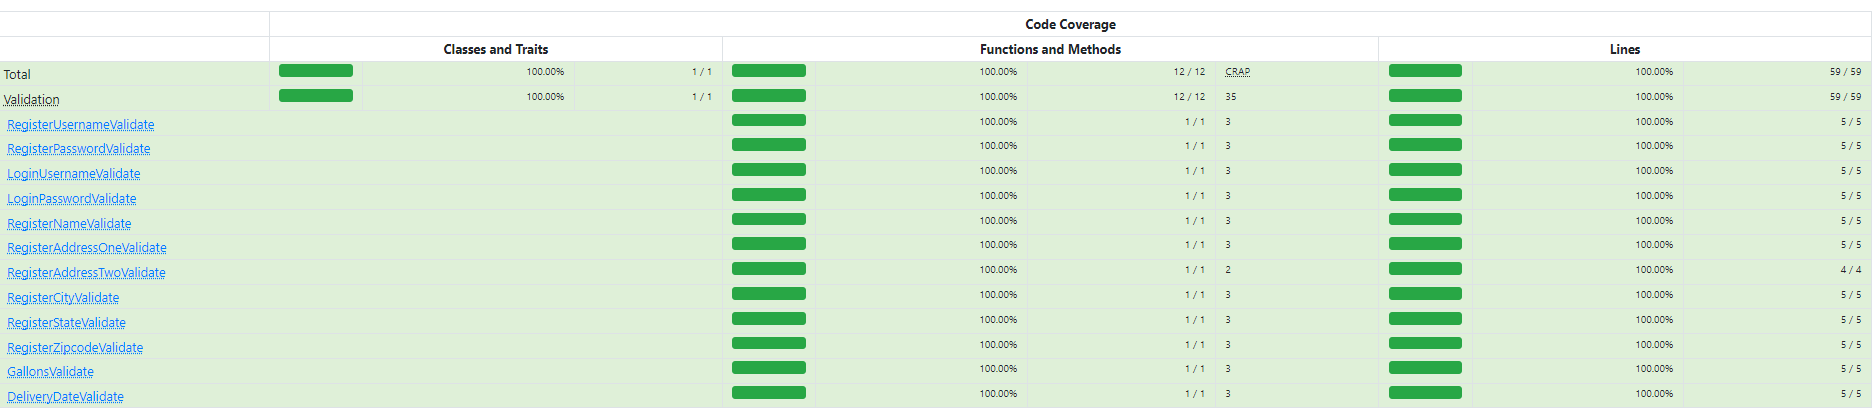 Code Coverage
Classes and Traits Functions and Methods Lines
Total 100.00% 1 / 1 100.00% 12 / 12 CRAP 100.00% 59 / 59
Validation 100.00% 1 / 1 100.00% 12 / 12 35 100.00% 59 / 59
RegisterUsernameValidate 100.00% 1 / 1 3 100.00% 5 / 5
RegisterPasswordValidate 100.00% 1 / 1 3 100.00% 5 / 5
LoginUsernameValidate 100.00% 1 / 1 3 100.00% 5 / 5
LoginPasswordValidate 100.00% 1 / 1 3 100.00% 5 / 5
RegisterNameValidate 100.00% 1 / 1 3 100.00% 5 / 5
RegisterAddressOneValidate 100.00% 1 / 1 3 100.00% 5 / 5
RegisterAddressTwoValidate 100.00% 1 / 1 2 100.00% 4 / 4
RegisterCityValidate 100.00% 1 / 1 3 100.00% 5 / 5
RegisterStateValidate 100.00% 1 / 1 3 100.00% 5 / 5
RegisterZipcodeValidate 100.00% 1 / 1 3 100.00% 5 / 5
GallonsValidate 100.00% 1 / 1 3 100.00% 5 / 5
DeliveryDateValidate 100.00% 1 / 1 3 100.00% 5 / 5